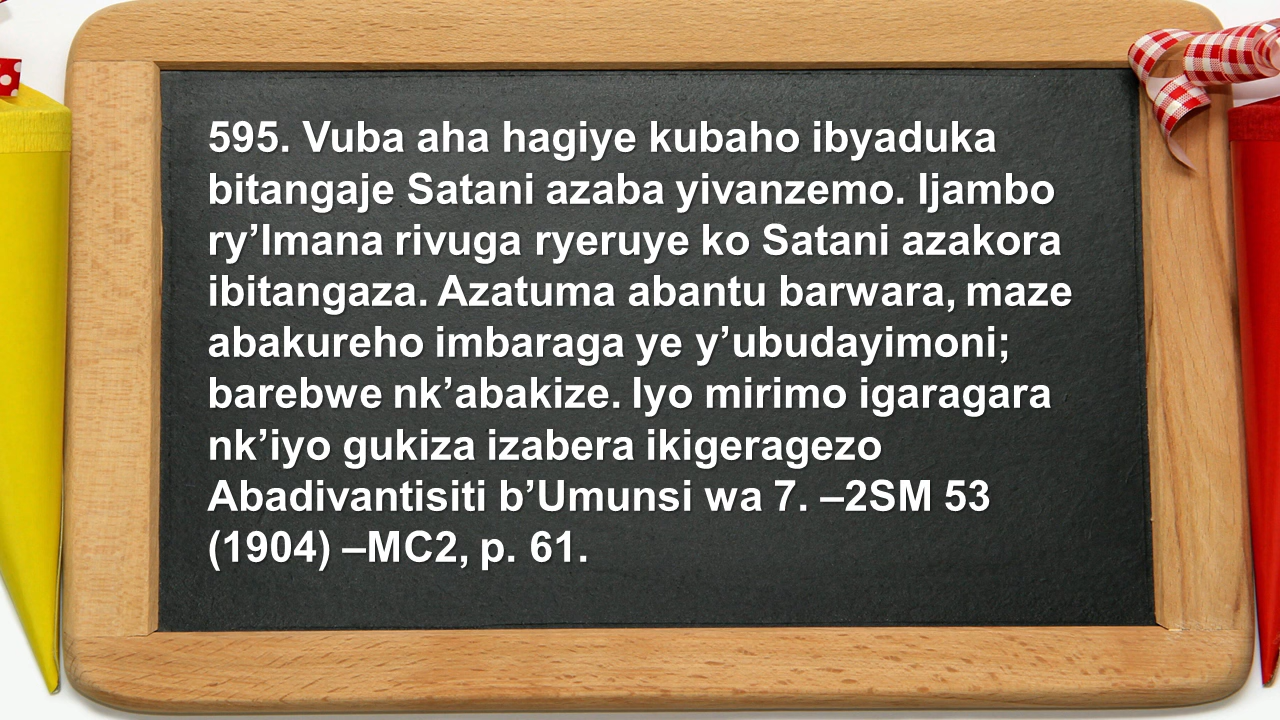 595. Vuba aha hagiye kubaho ibyaduka
bitangaje Satani azaba yivanzemo. Ijambo
ry’Imana rivuga ryeruye ko Satani azakora
ibitangaza. Azatuma abantu barwara, maze
abakureho imbaraga ye y’ubudayimoni;
barebwe nk’abakize. Iyo mirimo igaragara
nk’iyo gukiza izabera ikigeragezo
Abadivantisiti b’Umunsi wa 7. –2SM 53
(1904) –MC2, p. 61.